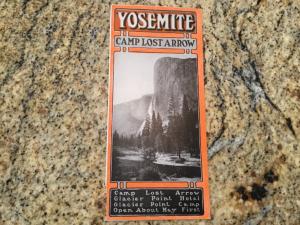 YOSEMITE
CAMP LOST ARROW
Camp Lost Arrow
Glacier Point Hotel
Glacier Point Camp
Open About May First